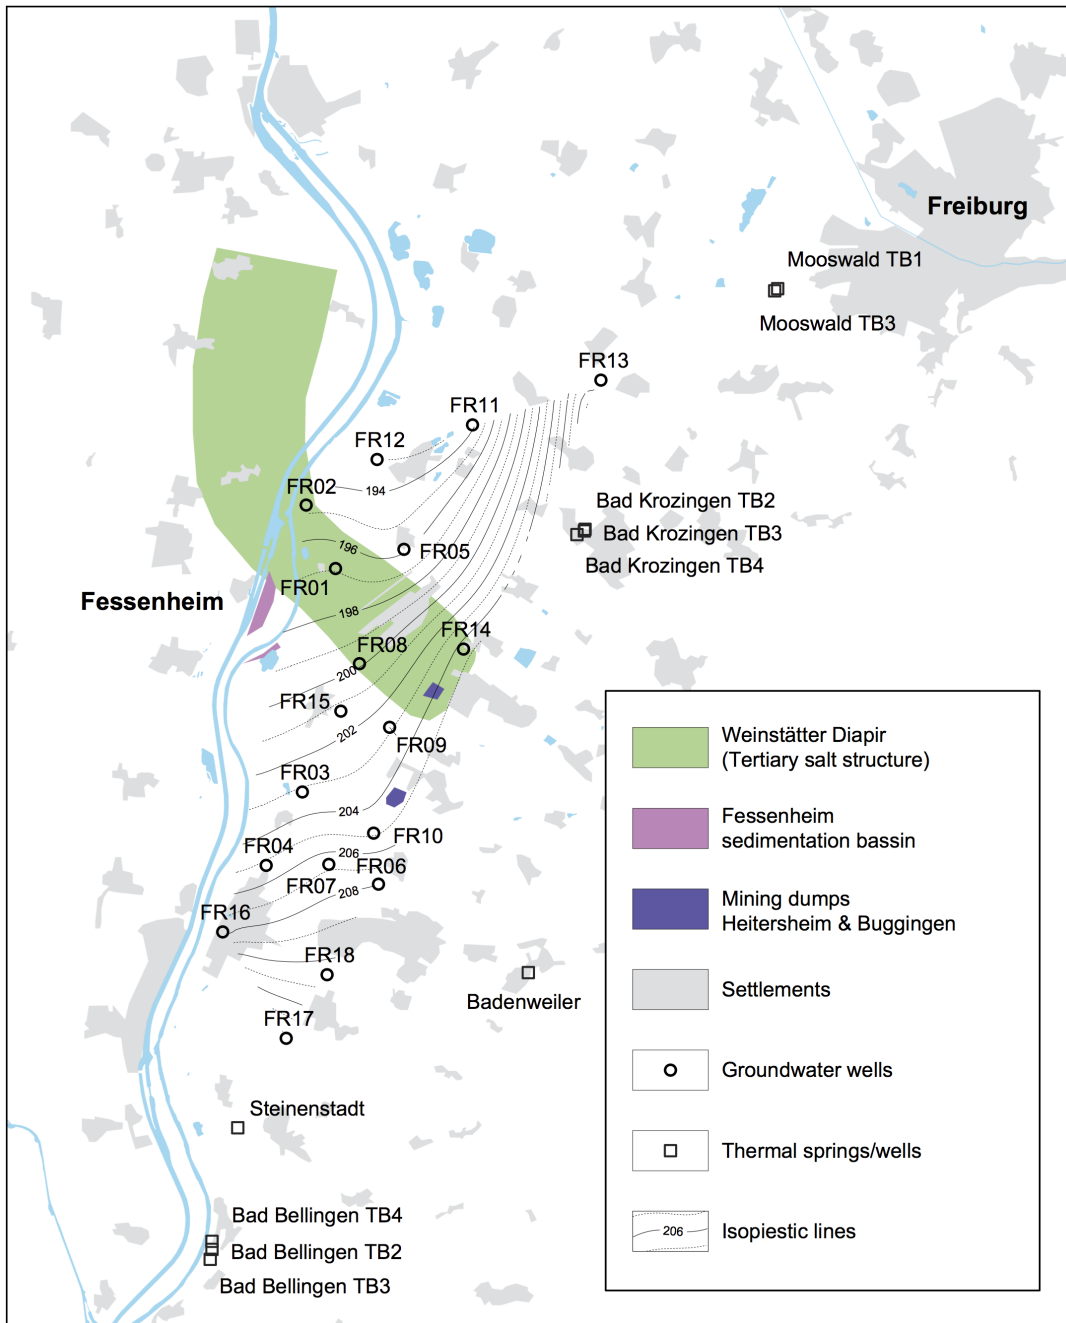 Freiburg
Mooswald TB1
Mooswald TB3
FR13
FR11
FR12
194
FR02
Bad Krozingen TB2
Bad Krozingen TB3
Bad Krozingen TB4
196
FR05
FR01
Fessenheim
198
FR14
FR08
200
FR15
202
FR09
FR03
204
FR10
FR04
206
FR07
FR06
208
FR16
FR18
Badenweiler
FR17
Steinenstadt
Bad Bellingen TB4
Bad Bellingen TB2
Bad Bellingen TB3
Weinstätter Diapir
(Tertiary salt structure)
Fessenheim
sedimentation bassin
Mining dumps
Heitersheim & Buggingen
Settlements
Groundwater wells
Thermal springs/wells
206
Isopiestic lines